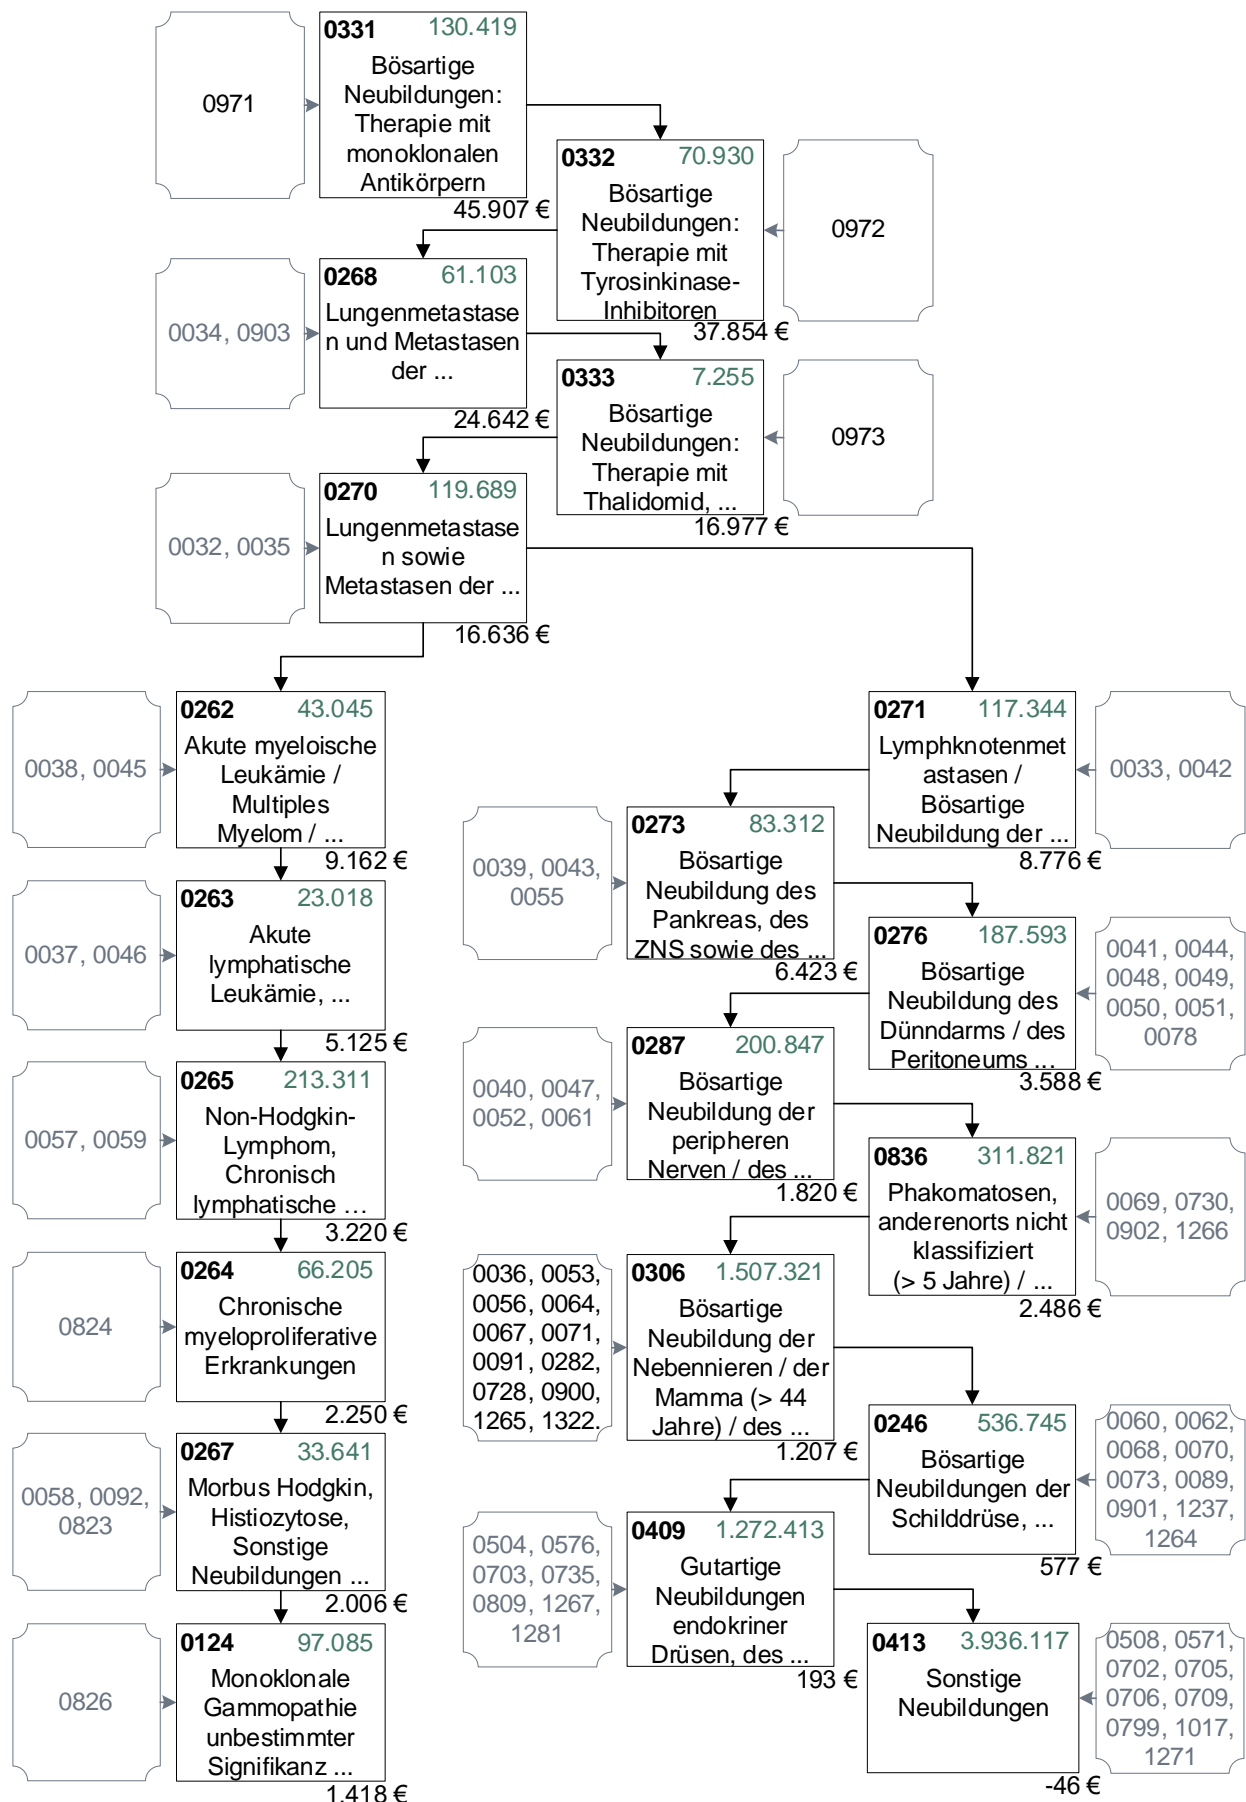 0971
0331 130.419
Bösartige
Neubildungen:
Therapie mit
monoklonalen
Antikörpern
45.907 €
0332 70.930
Bösartige
Neubildungen:
Therapie mit
Tyrosinkinase-
Inhibitoren
37.854 €
0972
0034, 0903
0268 61.103
Lungenmetastase
n und Metastasen
der ...
24.642 €
0333 7.255
Bösartige
Neubildungen:
Therapie mit
Thalidomid, ...
16.977 €
0973
0032, 0035
0270 119.689
Lungenmetastase
n sowie
Metastasen der ...
16.636 €
0038, 0045
0262 43.045
Akute myeloische
Leukämie /
Multiples
Myelom / ...
9.162 €
0037, 0046
0263 23.018
Akute
lymphatische
Leukämie, ...
5.125 €
0057, 0059
0265 213.311
Non-Hodgkin-
Lymphom,
Chronisch
lymphatische ...
3.220 €
0824
0264 66.205
Chronische
myeloproliferative
Erkrankungen
2.250 €
0058, 0092,
0823
0267 33.641
Morbus Hodgkin,
Histiozytose,
Sonstige
Neubildungen ...
2.006 €
0826
0124 97.085
Monoklonale
Gammopathie
unbestimmter
Signifikanz ...
1.418 €
0271 117.344
Lymphknotenmet
astasen /
Bösartige
Neubildung der ...
8.776 €
0033, 0042
0039, 0043,
0055
0273 83.312
Bösartige
Neubildung des
Pankreas, des
ZNS sowie des ...
6.423 €
0276 187.593
Bösartige
Neubildung des
Dünndarms / des
Peritoneums ...
3.588 €
0041, 0044,
0048, 0049,
0050, 0051,
0078
0040, 0047,
0052, 0061
0287 200.847
Bösartige
Neubildung der
peripheren
Nerven / des ...
1.820 €
0836 311.821
Phakomatosen,
anderenorts nicht
klassifiziert
(> 5 Jahre) / ...
2.486 €
0069, 0730,
0902, 1266
0036, 0053,
0056, 0064,
0067, 0071,
0091, 0282,
0728, 0900,
1265, 1322.
0306 1.507.321
Bösartige
Neubildung der
Nebennieren / der
Mamma (> 44
Jahre) / des ...
1.207 €
0246 536.745
Bösartige
Neubildungen der
Schilddrüse, ...
577 €
0060, 0062,
0068, 0070,
0073, 0089,
0901, 1237,
1264
0504, 0576,
0703, 0735,
0809, 1267,
1281
0409 1.272.413
Gutartige
Neubildungen
endokriner
Drüsen, des ...
193 €
0413 3.936.117
Sonstige
Neubildungen
-46 €
0508, 0571,
0702, 0705,
0706, 0709,
0799, 1017,
1271